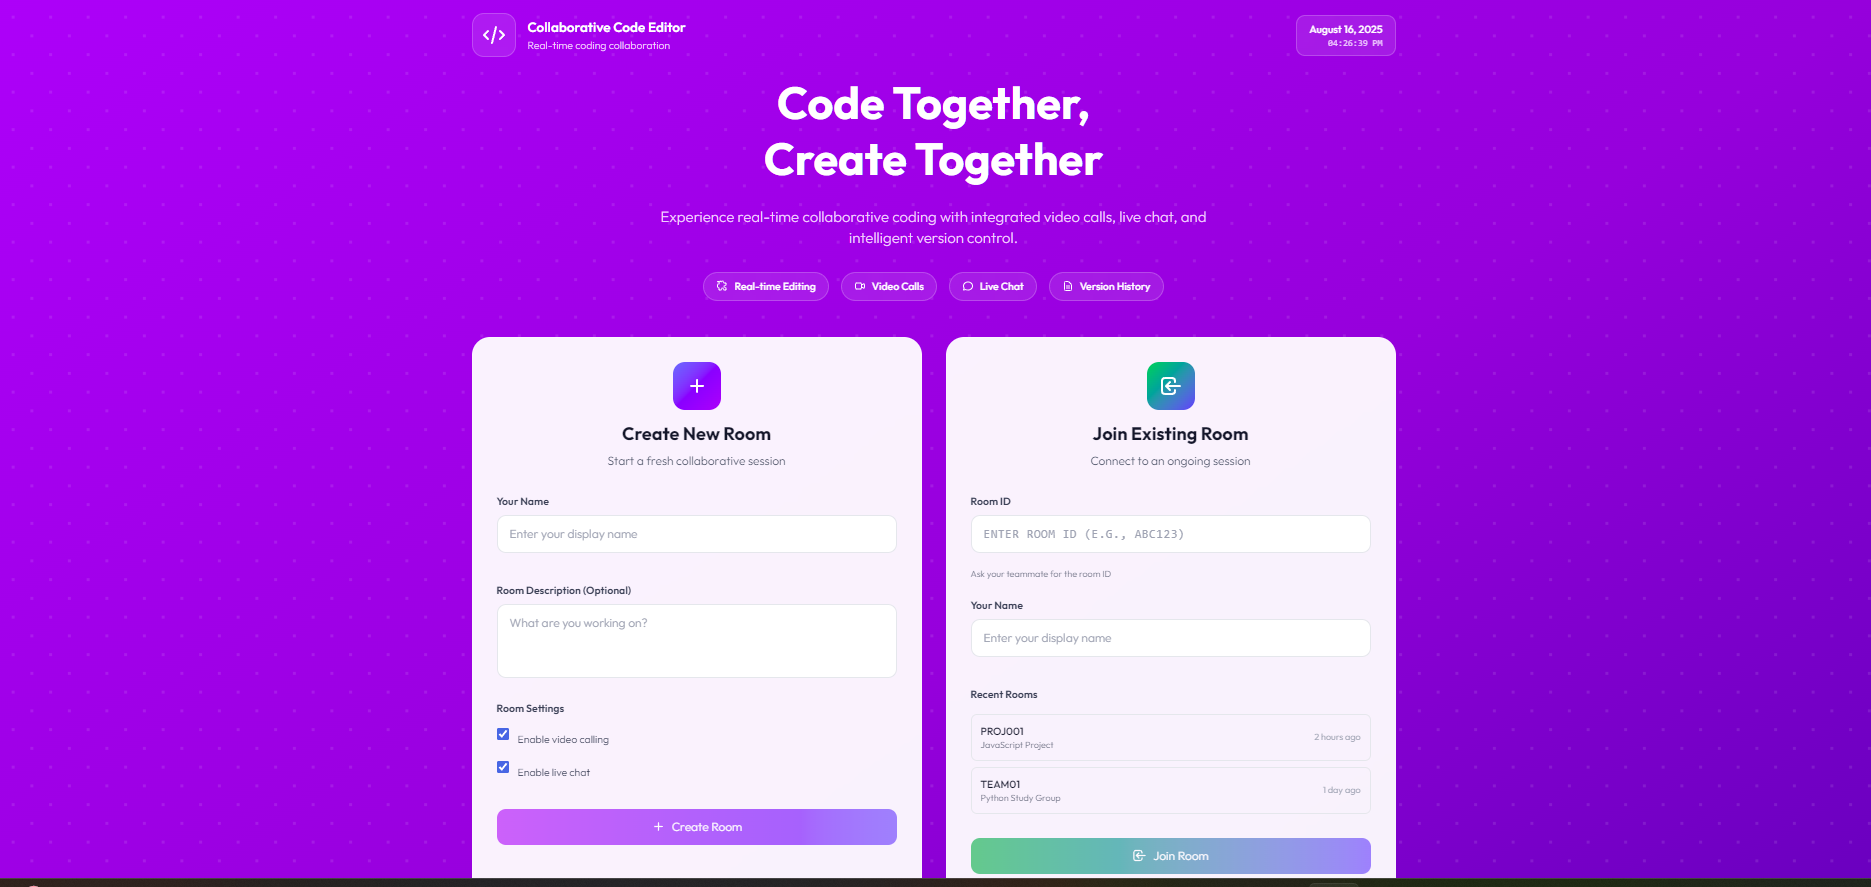 </>
Collaborative Code Editor
Real-time coding collaboration
August 16, 2025
04:26:39 PM
Code Together,
Create Together
Experience real-time collaborative coding with integrated video calls, live chat, and
intelligent version control.
Real-time Editing
Video Calls
Live Chat
Version History
Create New Room
Start a fresh collaborative session
Your Name
Enter your display name
Room Description (Optional)
What are you working on?
Room Settings
Enable video calling
Enable live chat
+ Create Room
Join Existing Room
Connect to an ongoing session
Room ID
ENTER ROOM ID (E.G., ABC123)
Ask your teammate for the room ID
Your Name
Enter your display name
Recent Rooms
PROJ001
JavaScript Project
2 hours ago
TEAM01
Python Study Group
1 day ago
Join Room